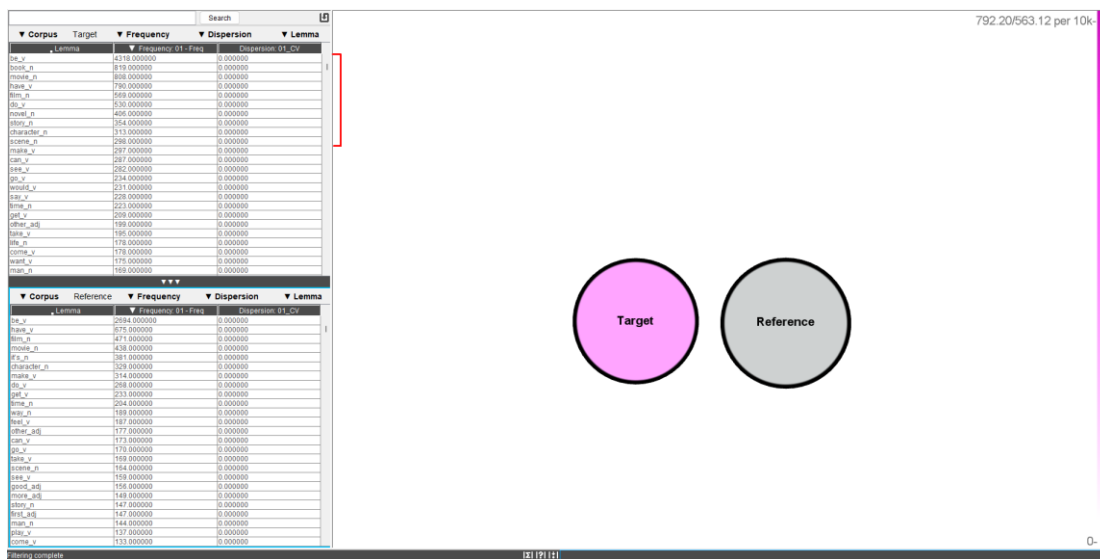 Search
792.20/563.12 per 10k-
▼ Corpus Target ▼ Frequency ▼ Dispersion ▼ Lemma
Lemma ▼ Frequency: 01 - Freq Dispersion: 01_CV
be_v 4318.000000 0.000000
book_n 819.000000 0.000000
movie_n 808.000000 0.000000
have_v 790.000000 0.000000
film_n 569.000000 0.000000
do_v 530.000000 0.000000
novel_n 406.000000 0.000000
story_n 354.000000 0.000000
character_n 313.000000 0.000000
scene_n 298.000000 0.000000
make_v 297.000000 0.000000
can_v 287.000000 0.000000
see_v 282.000000 0.000000
go_v 234.000000 0.000000
would_v 231.000000 0.000000
say_v 228.000000 0.000000
time_n 223.000000 0.000000
get_v 209.000000 0.000000
other_adj 199.000000 0.000000
take_v 195.000000 0.000000
life_n 178.000000 0.000000
come_v 178.000000 0.000000
want_v 175.000000 0.000000
man_n 169.000000 0.000000
▼▼▼
▼ Corpus Reference ▼ Frequency ▼ Dispersion ▼ Lemma
Lemma ▼ Frequency: 01 - Freq Dispersion: 01_CV
be_v 2694.000000 0.000000
have_v 675.000000 0.000000
film_n 471.000000 0.000000
movie_n 438.000000 0.000000
it's_n 381.000000 0.000000
character_n 329.000000 0.000000
make_v 314.000000 0.000000
do_v 268.000000 0.000000
get_v 233.000000 0.000000
time_n 204.000000 0.000000
way_n 189.000000 0.000000
feel_v 187.000000 0.000000
other_adj 177.000000 0.000000
can_v 173.000000 0.000000
go_v 170.000000 0.000000
take_v 169.000000 0.000000
scene_n 164.000000 0.000000
see_v 159.000000 0.000000
good_adj 156.000000 0.000000
more_adj 149.000000 0.000000
story_n 147.000000 0.000000
first_adj 147.000000 0.000000
man_n 144.000000 0.000000
play_v 137.000000 0.000000
come_v 133.000000 0.000000
Target
Reference
0-
Filtering complete